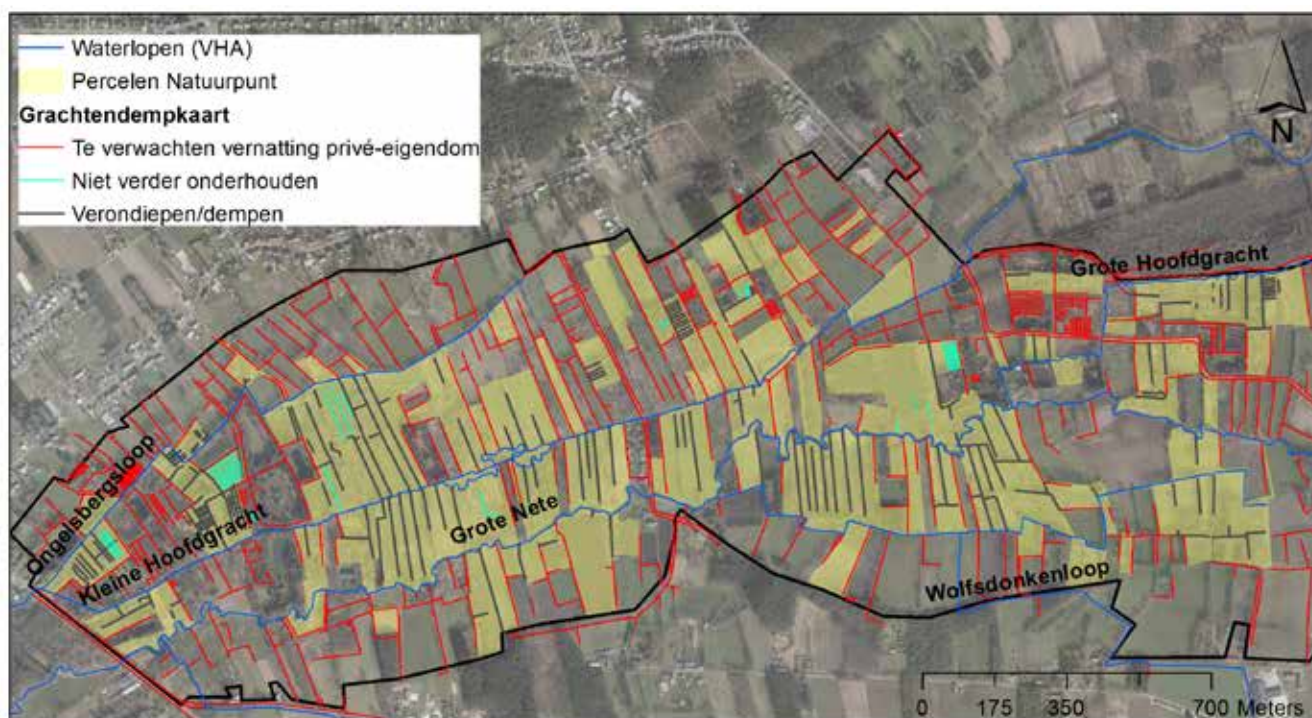 Waterlopen (VHA)
Percelen Natuurpunt
Grachtendempkaart
Te verwachten vernatting privé-eigendom
Niet verder onderhouden
Verondiepen/dempen
N
Grote Hoofdgracht
Ongelsbergsloop
Kleine Hoofdgracht
Grote Nete
Wolfsdonkenloop
0 175 350 700 Meters